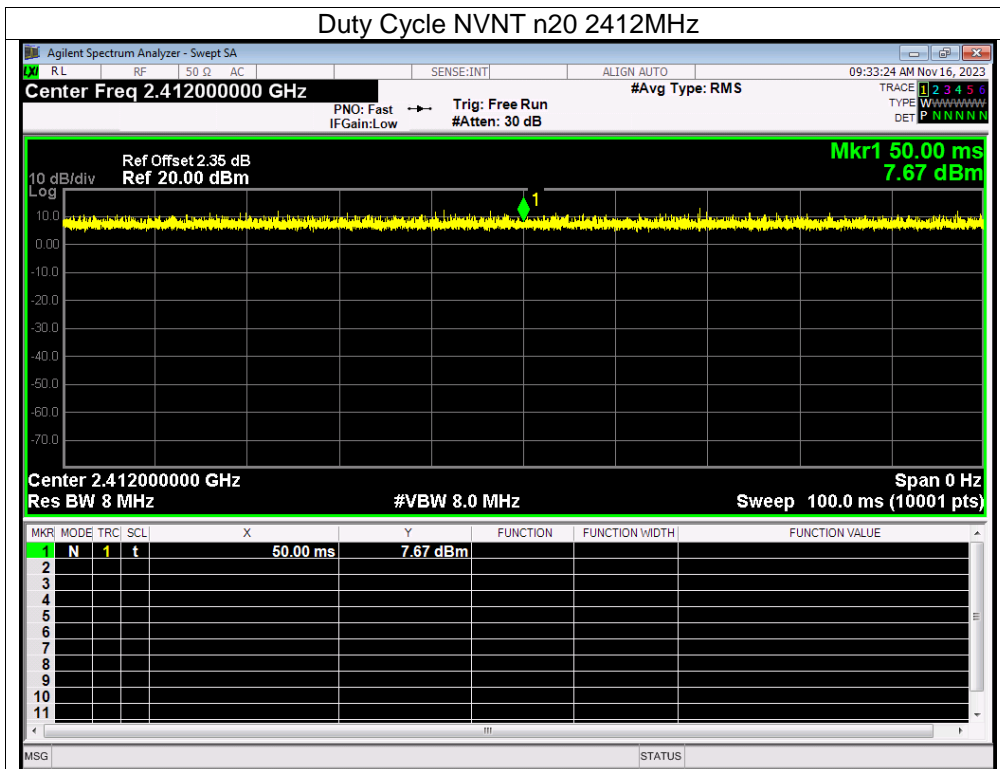 Duty Cycle NVNT n20 2412MHz
Agilent Spectrum Analyzer - Swept SA
LXI RL RF 50 Ω AC SENSE:INT ALIGN AUTO 09:33:24 AM Nov 16, 2023
Center Freq 2.412000000 GHz #Avg Type: RMS TRACE 1 2 3 4 5 6
PNO: Fast Trig: Free Run TYPE WWWWWW
IFGain:Low #Atten: 30 dB DET P N N N N N
Mkr1 50.00 ms
Ref Offset 2.35 dB
10 dB/div Ref 20.00 dBm 7.67 dBm
Log
1
10.0
0.00
-10.0
-20.0
-30.0
-40.0
-50.0
-60.0
-70.0
Center 2.412000000 GHz Span 0 Hz
Res BW 8 MHz #VBW 8.0 MHz Sweep 100.0 ms (10001 pts)
MKR MODE TRC SCL X Y FUNCTION FUNCTION WIDTH FUNCTION VALUE
1 N 1 t 50.00 ms 7.67 dBm
2
3
4
5
6
7
8
9
10
11
MSG STATUS